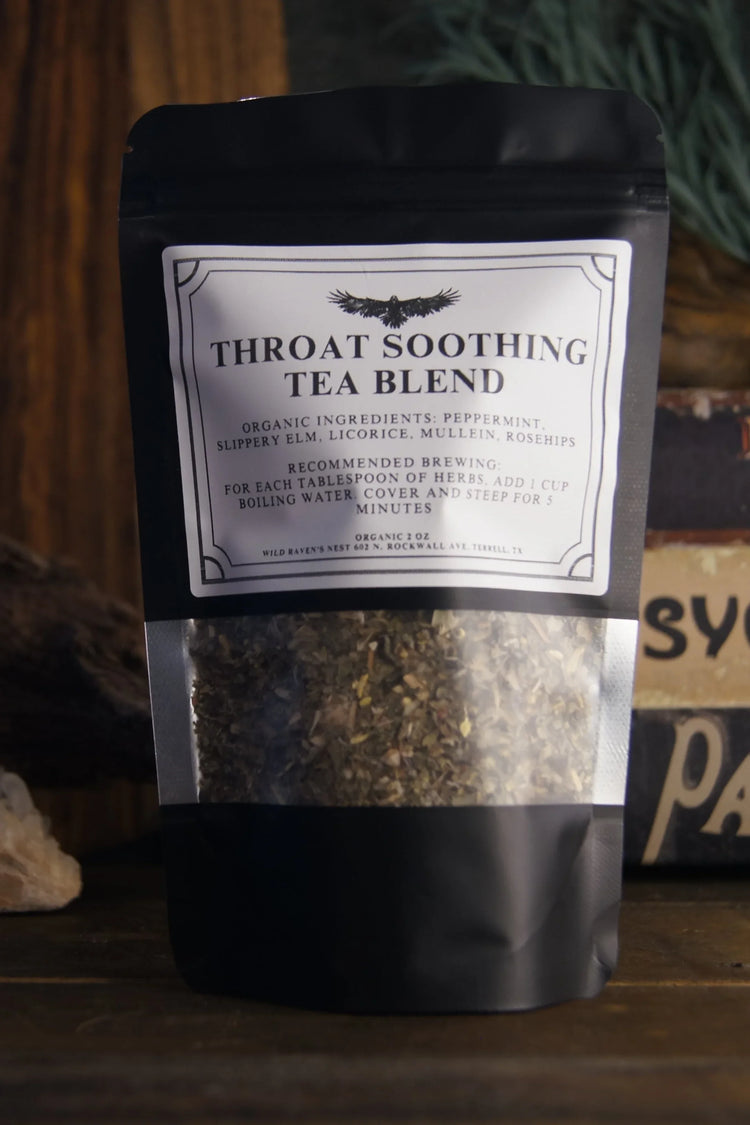 THROAT SOOTHING
TEA BLEND
ORGANIC INGREDIENTS: PEPPERMINT,
SLIPPERY ELM, LICORICE, MULLEIN, ROSEHIPS
RECOMMENDED BREWING:
FOR EACH TABLESPOON OF HERBS, ADD 1 CUP
BOILING WATER, COVER AND STEEP FOR 5
MINUTES
ORGANIC 2 OZ
WILD RAVEN'S NEST 602 N. ROCKWALL AVE. TERRELL, TX
SY
PA